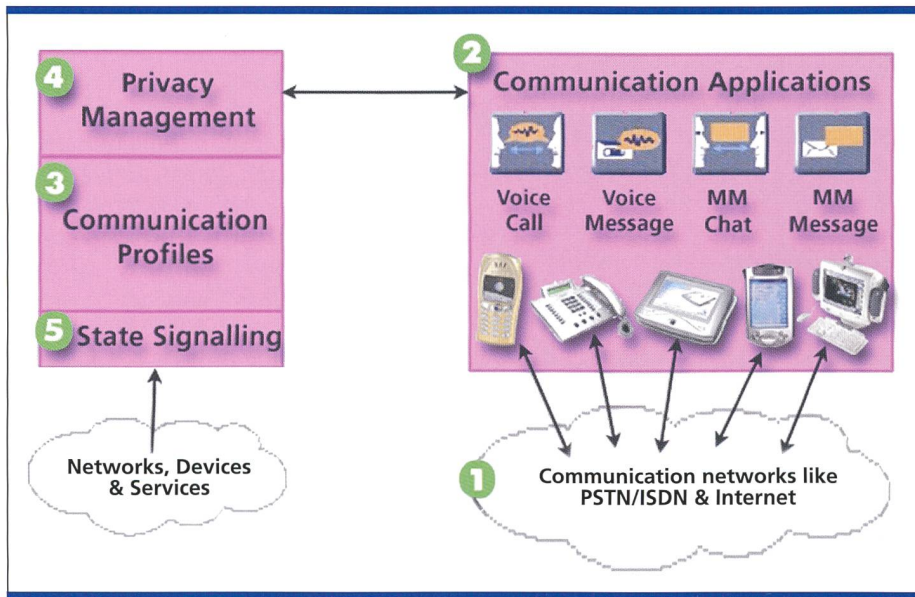 4
Privacy
Management
3
Communication
Profiles
5
State Signalling
Networks, Devices
& Services
2
Communication Applications
Voice
Call
Voice
Message
MM
Chat
MM
Message
1
Communication networks like
PSTN/ISDN & Internet